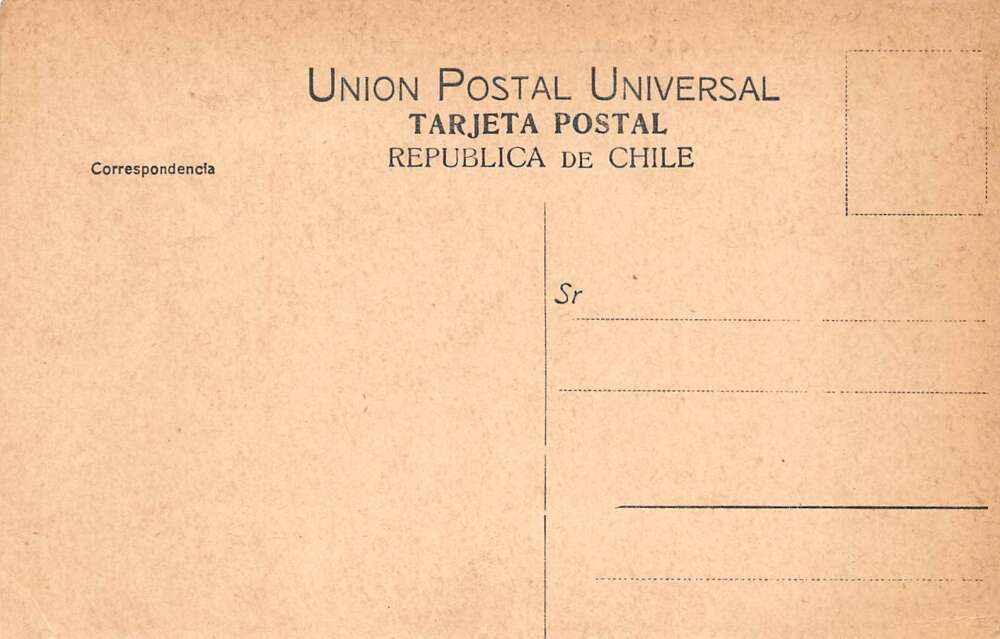 UNION POSTAL UNIVERSAL
TARJETA POSTAL
REPUBLICA DE CHILE
Correspondencia
Sr